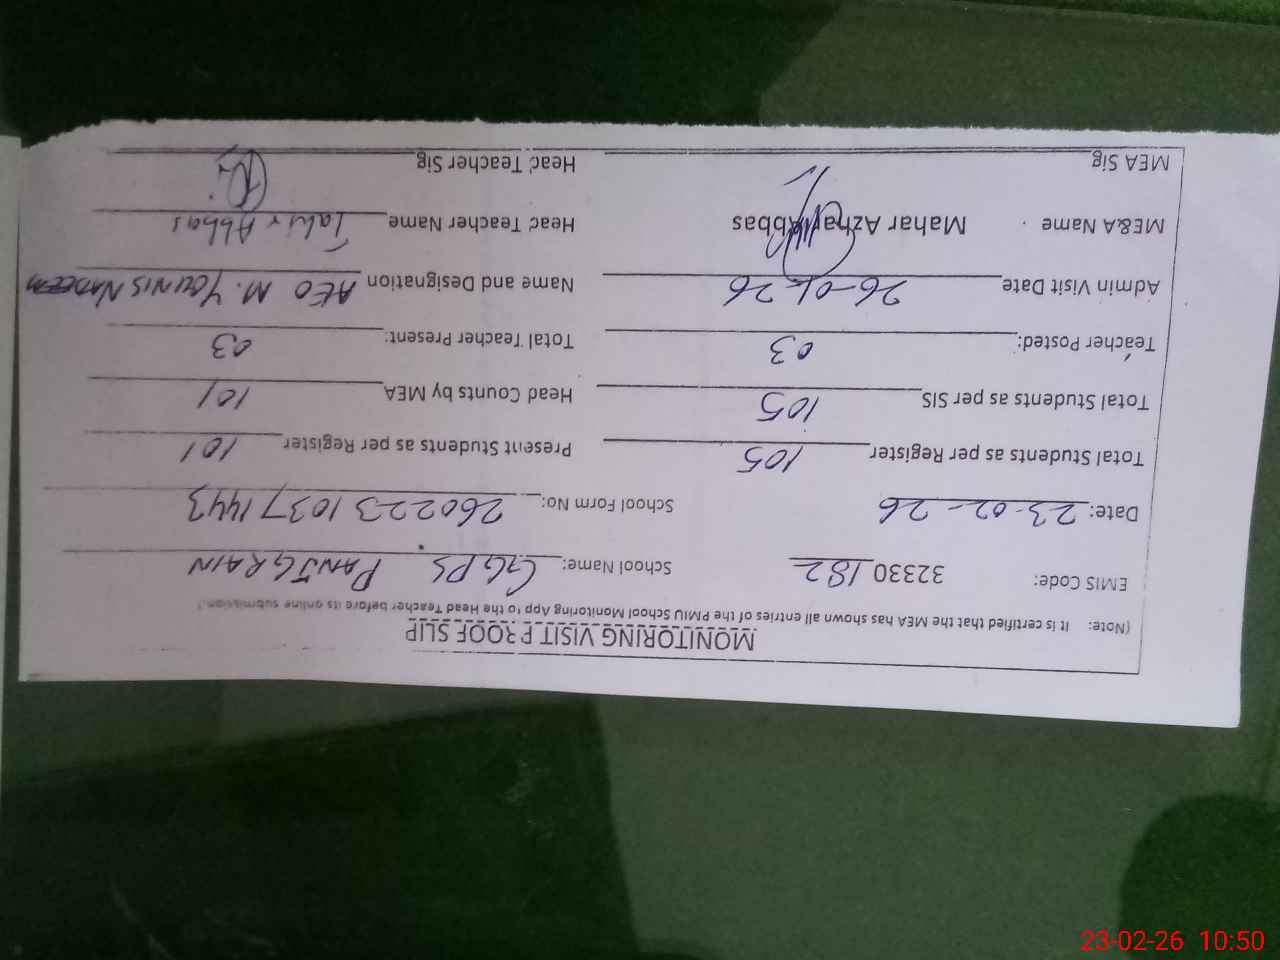 MONITORING VISIT PROOF SLIP
(Note: It is certified that the MEA has shown all entries of the PMIU School Monitoring App to the Head Teacher before its online submission.)
EMIS Code: 32330 182 School Name: GGPS PANJGRAIN
Date: 23-02-26 School Form No: 26022310371443
Total Students as per Register 105 Present Students as per Register 101
Total Students as per SIS 105 Head Counts by MEA 101
Teacher Posted: 03 Total Teacher Present: 03
Admin Visit Date 26-01-26 Name and Designation AEO M. YOUNIS NADEEM
ME&A Name Mahar Azhar Abbas Head Teacher Name Tahir Abbas
MEA Sig Head Teacher Sig
23-02-26 10:50